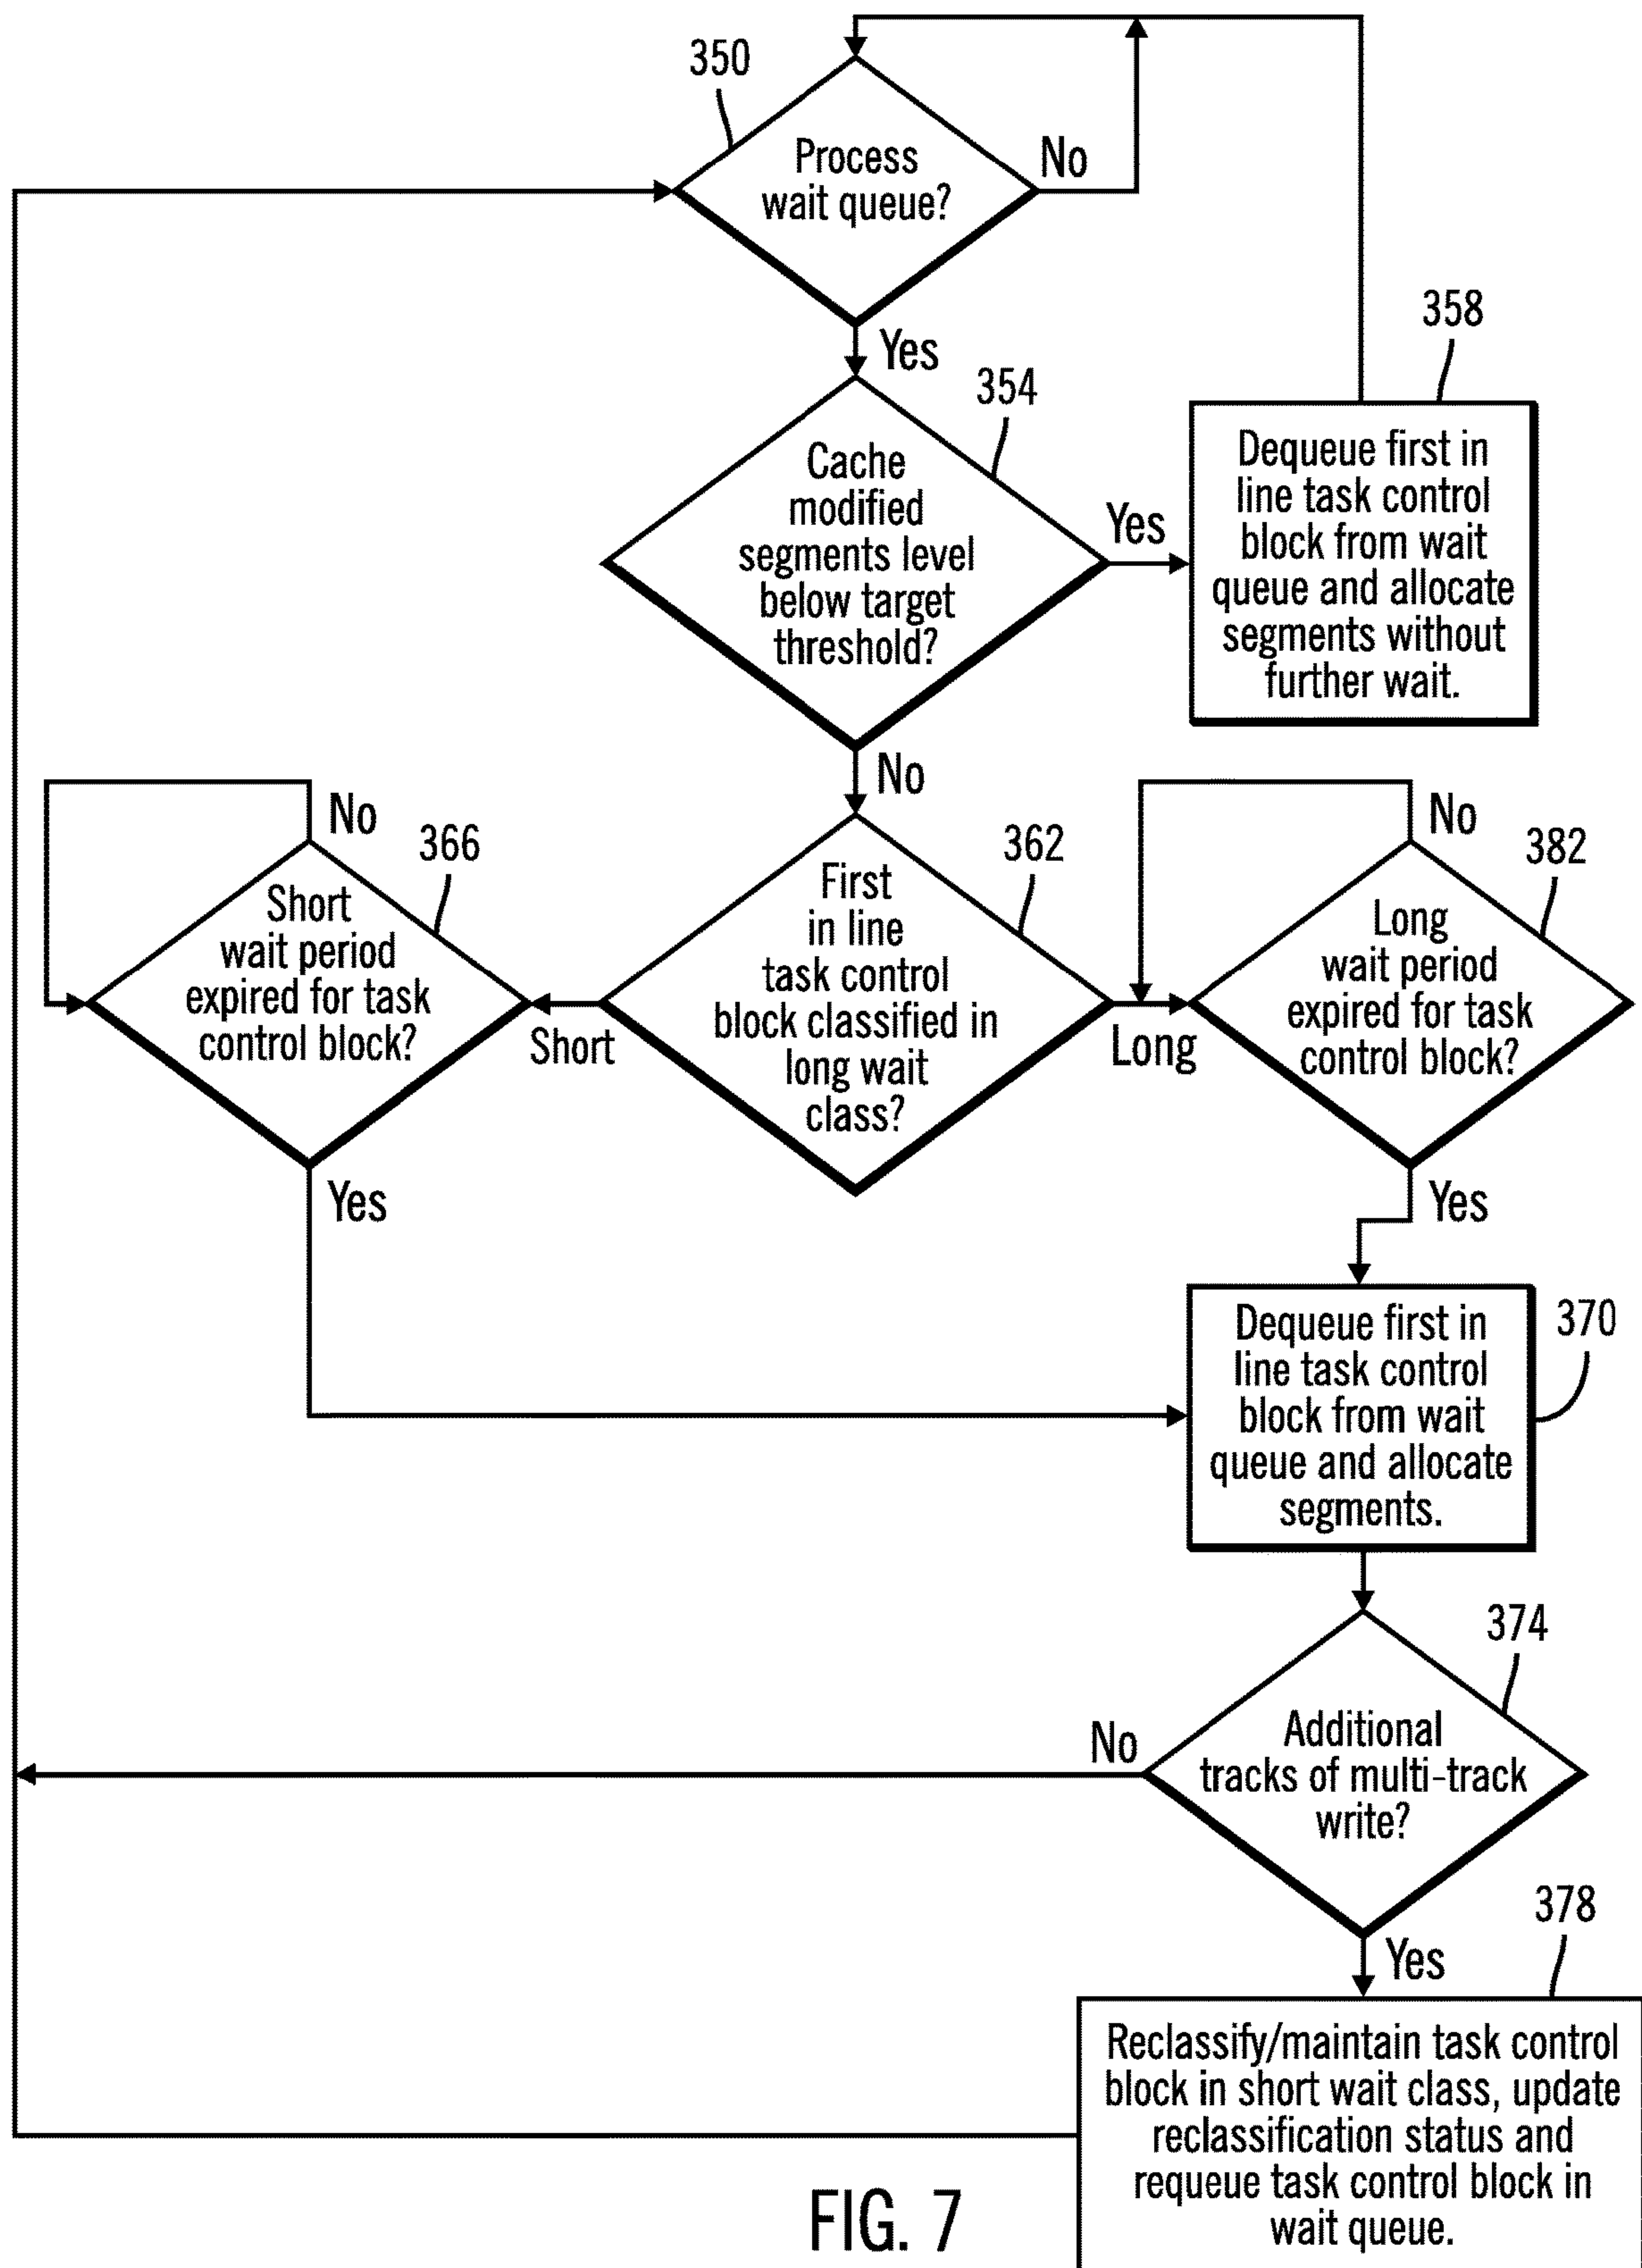 350
Process
wait queue?
No
Yes
358
354
Cache
modified
segments level
below target
threshold?
Yes
Dequeue first in
line task control
block from wait
queue and allocate
segments without
further wait.
No
No
366
Short
wait period
expired for task
control block?
Short
Yes
362
First
in line
task control
block classified in
long wait
class?
Long
No
382
Long
wait period
expired for task
control block?
Yes
Dequeue first in
line task control
block from wait
queue and allocate
segments.
370
374
No
Additional
tracks of multi-track
write?
Yes
378
Reclassify/maintain task control
block in short wait class, update
reclassification status and
requeue task control block in
wait queue.
FIG. 7